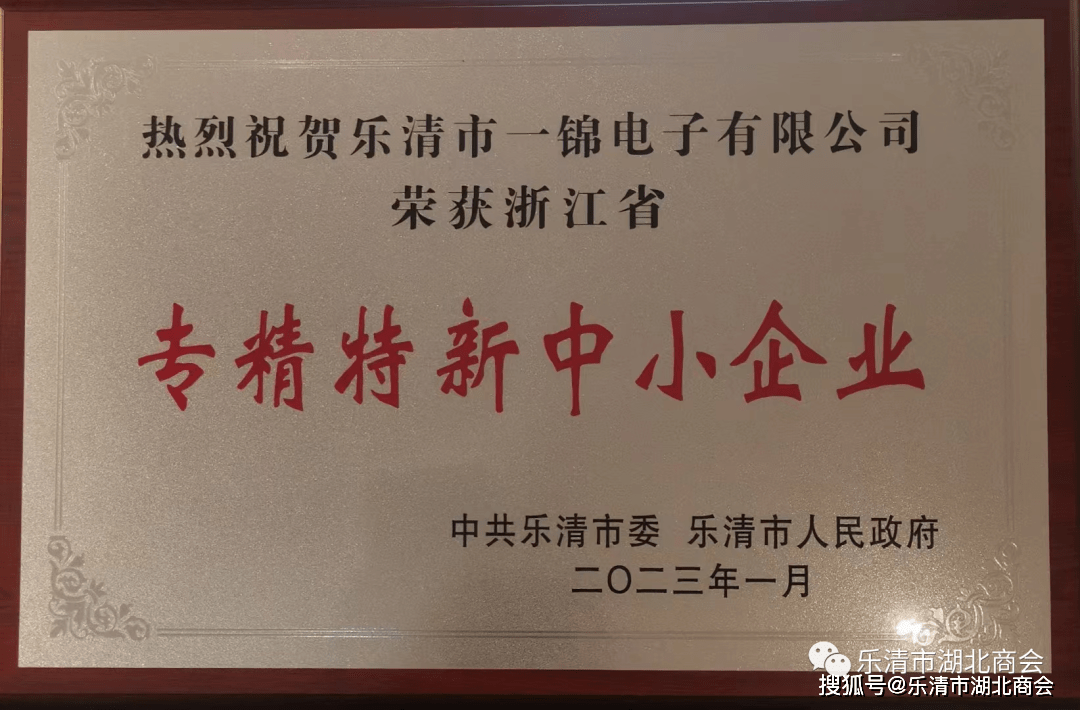 热烈祝贺乐清市一锦电子有限公司
荣获浙江省
专精特新中小企业
中共乐清市委 乐清市人民政府
二〇二三年一月
乐清市湖北商会
搜狐号@乐清市湖北商会